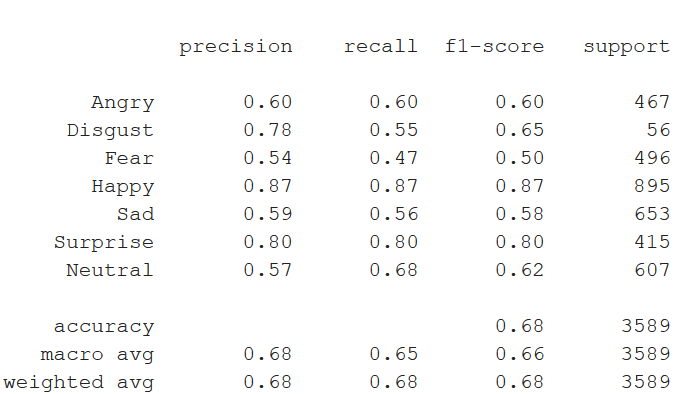 precision recall f1-score support
Angry 0.60 0.60 0.60 467
Disgust 0.78 0.55 0.65 56
Fear 0.54 0.47 0.50 496
Happy 0.87 0.87 0.87 895
Sad 0.59 0.56 0.58 653
Surprise 0.80 0.80 0.80 415
Neutral 0.57 0.68 0.62 607
accuracy 0.68 3589
macro avg 0.68 0.65 0.66 3589
weighted avg 0.68 0.68 0.68 3589